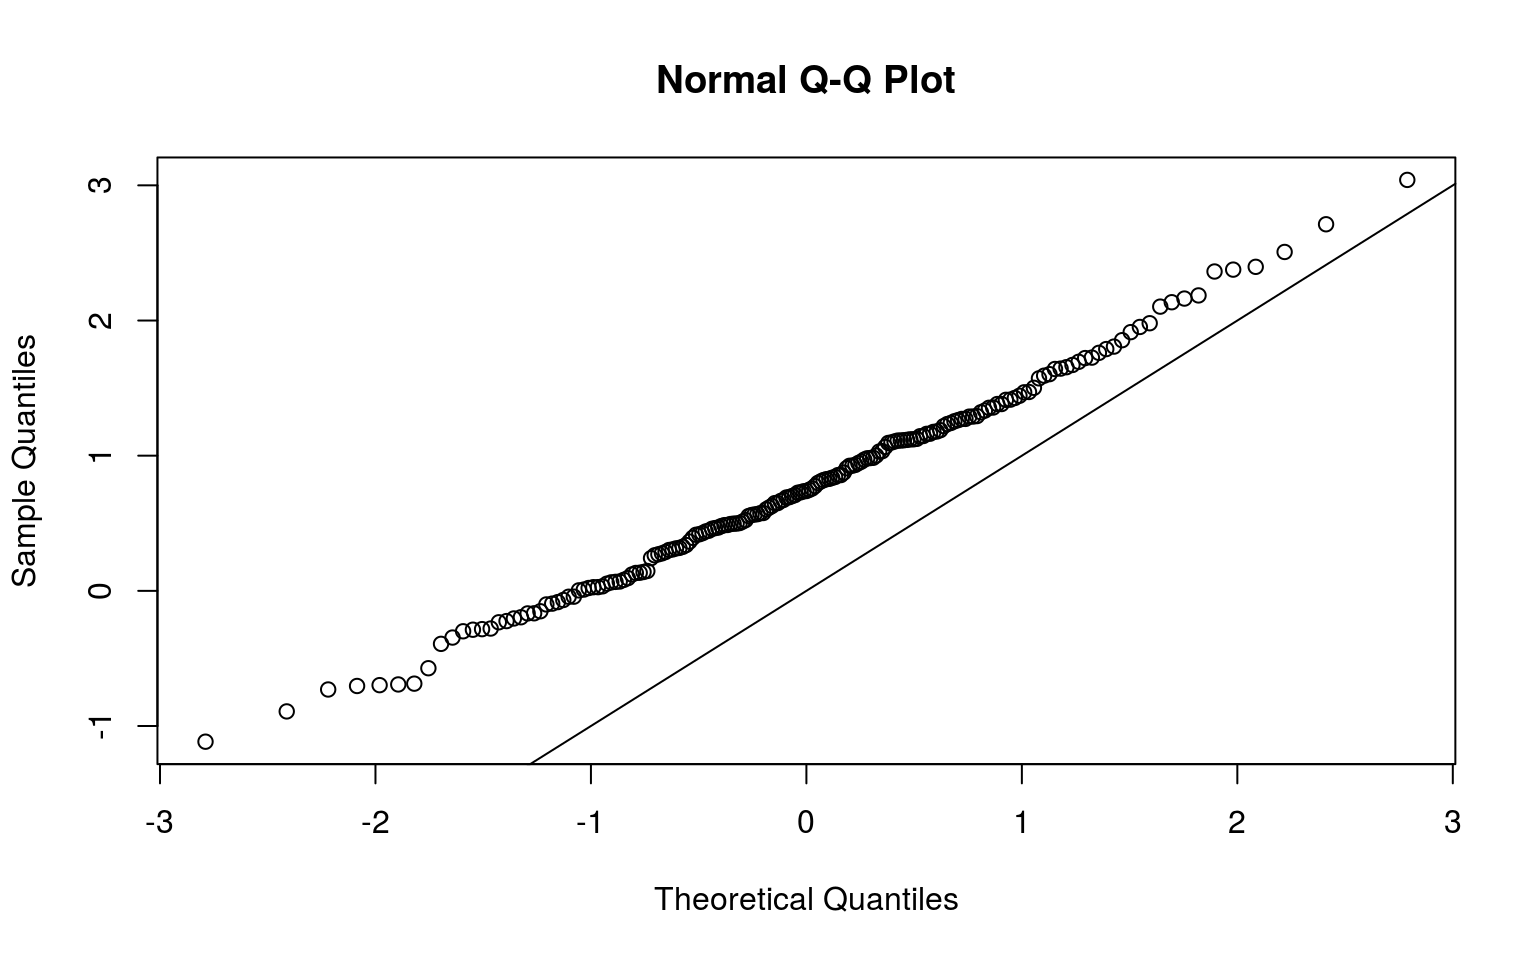 Normal Q-Q Plot
Sample Quantiles
3
2
1
0
-1
-3 -2 -1 0 1 2 3
Theoretical Quantiles